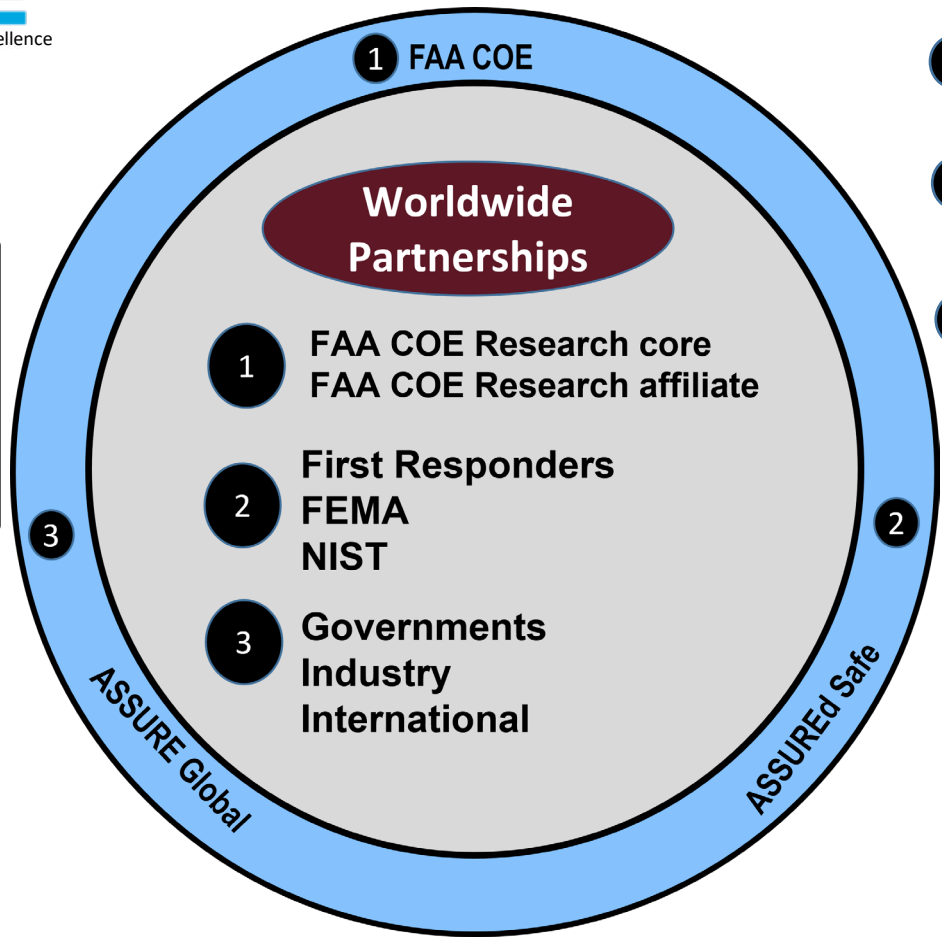 1 FAA COE
Worldwide
Partnerships
1
FAA COE Research core
FAA COE Research affiliate
2
First Responders
FEMA
NIST
3
Governments
Industry
International
3
2
ASSURE Global
ASSUREd Safe